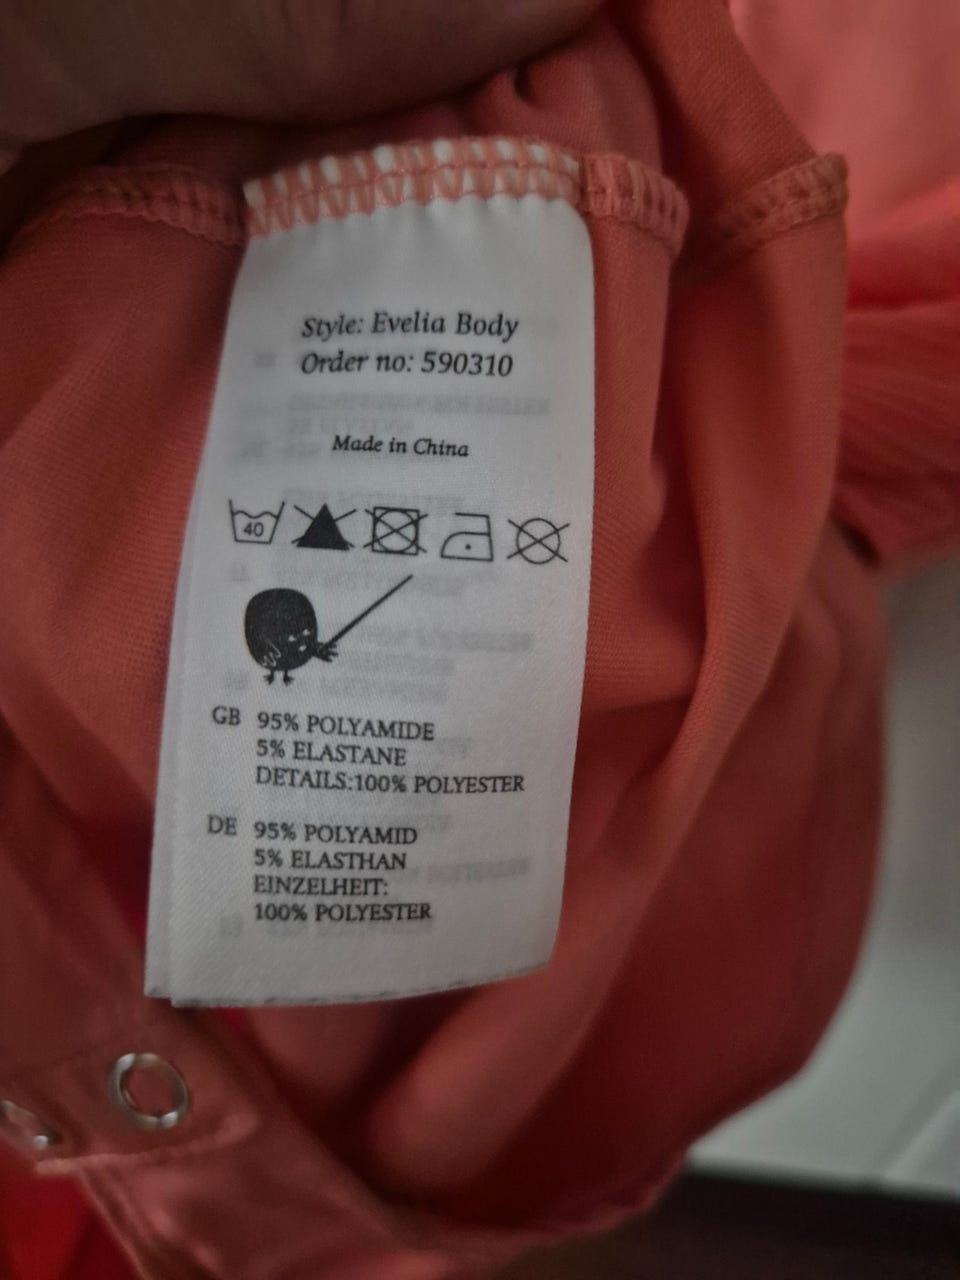 Style: Evelia Body
Order no: 590310
Made in China
40
GB 95% POLYAMIDE
5% ELASTANE
DETAILS:100% POLYESTER
DE 95% POLYAMID
5% ELASTHAN
EINZELHEIT:
100% POLYESTER